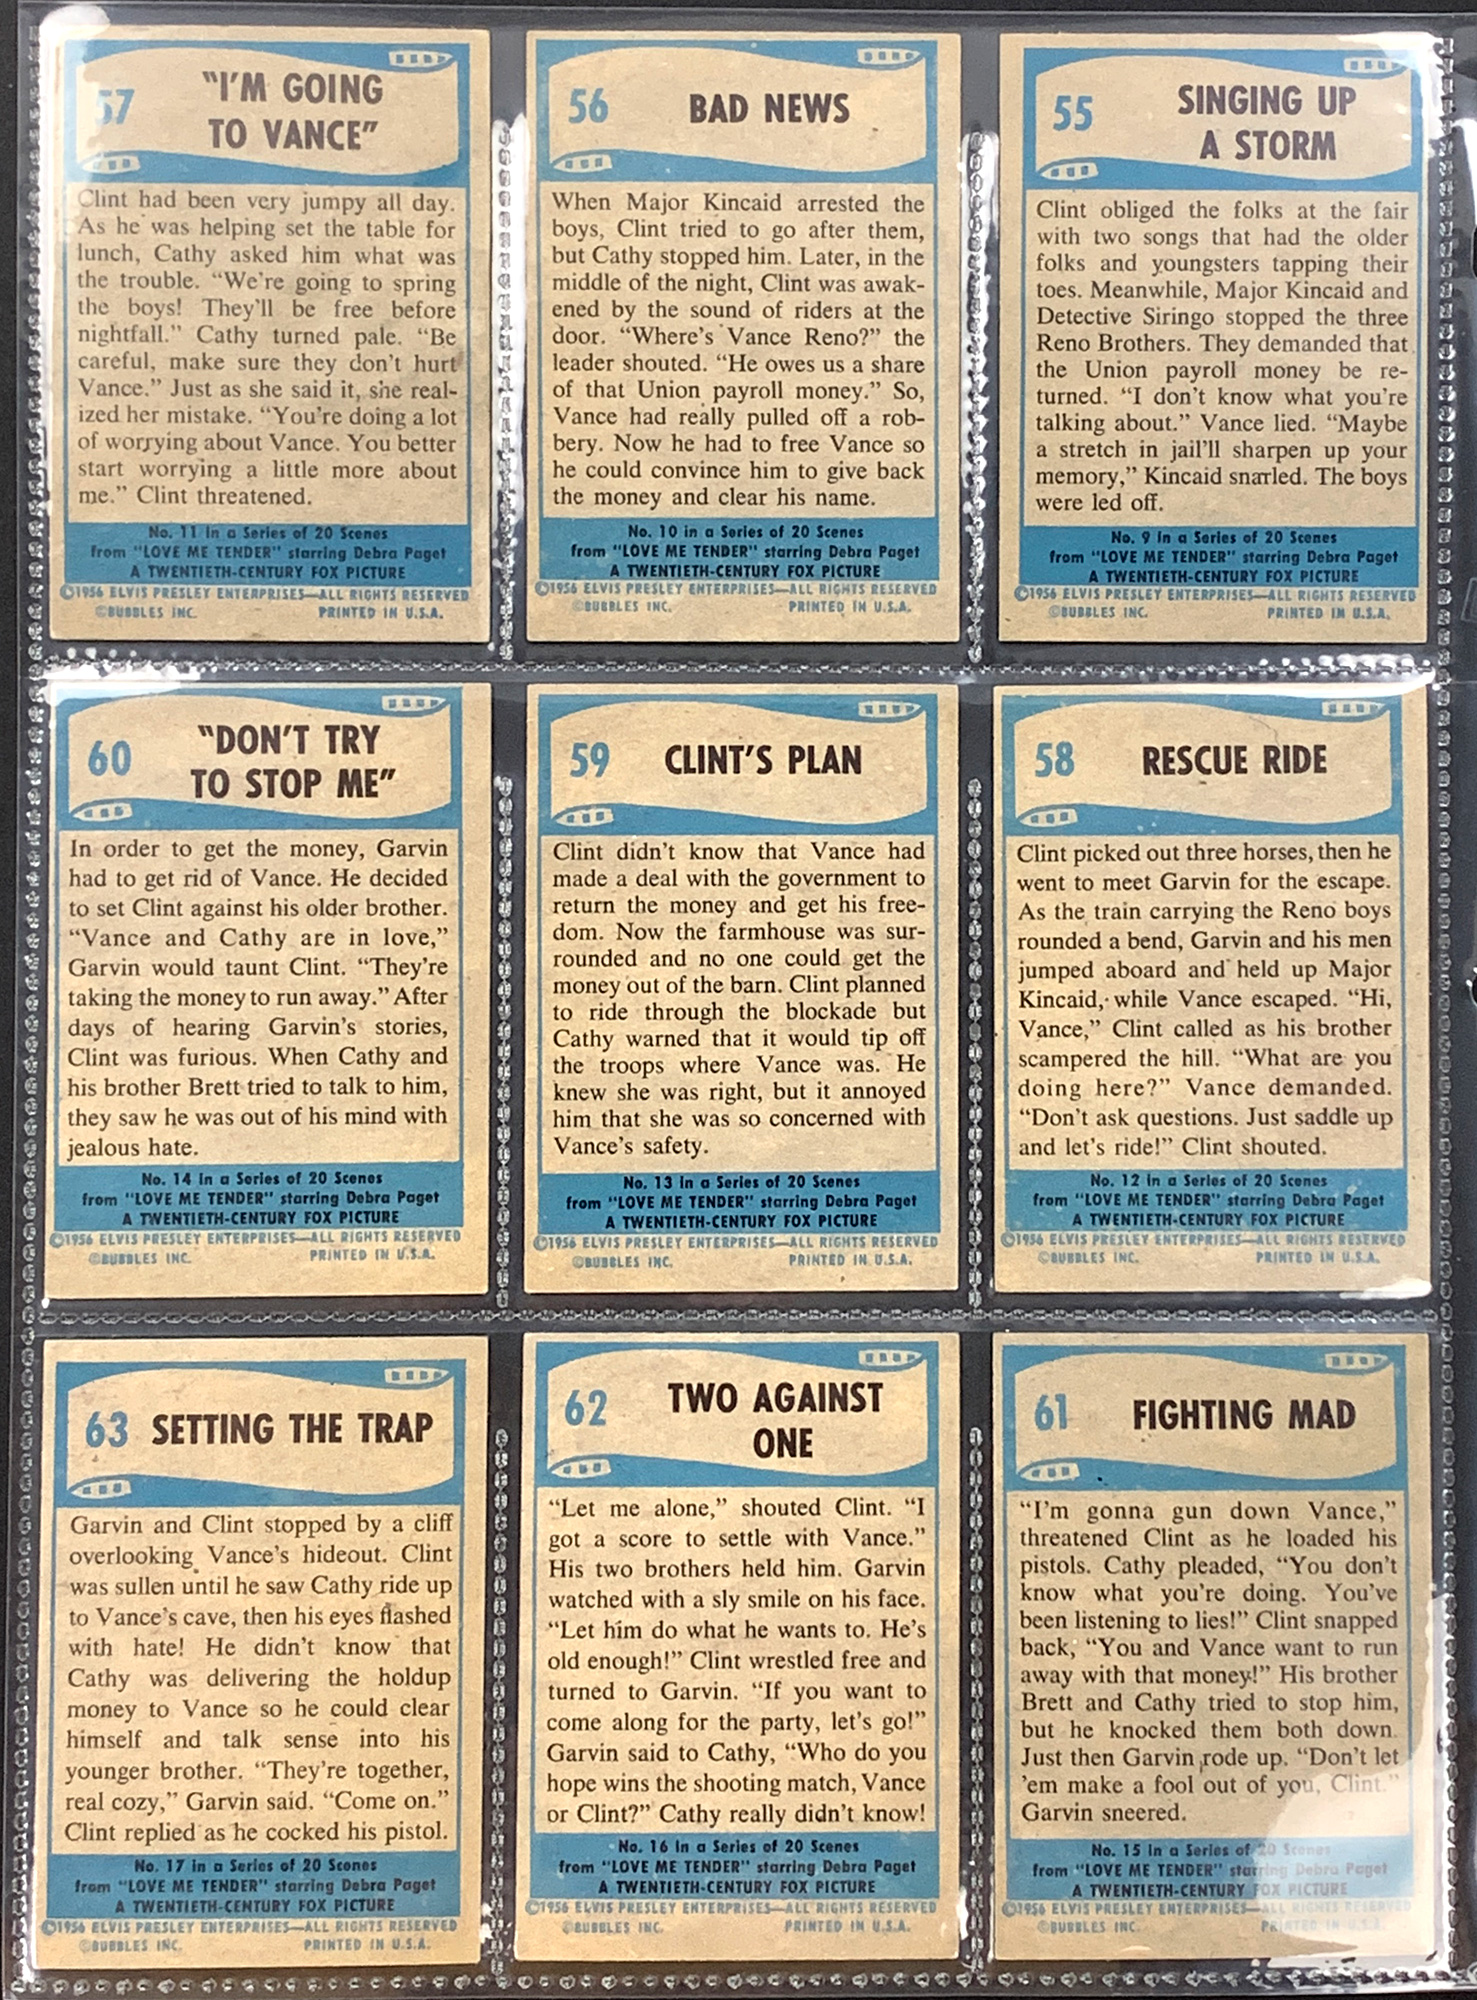 57
"I'M GOING
TO VANCE"
Clint had been very jumpy all day.
As he was helping set the table for
lunch, Cathy asked him what was
the trouble. “We're going to spring
the boys! They'll be free before
nightfall.” Cathy turned pale. “Be
careful, make sure they don't hurt
Vance.” Just as she said it, she real-
ized her mistake. “You're doing a lot
of worrying about Vance. You better
start worrying a little more about
me.” Clint threatened.
No. 11 in a Series of 20 Scenes
from "LOVE ME TENDER" starring Debra Paget
A TWENTIETH-CENTURY FOX PICTURE
©1956 ELVIS PRESLEY ENTERPRISES—ALL RIGHTS RESERVED
©BUBBLES INC. PRINTED IN U.S.A.
56
BAD NEWS
When Major Kincaid arrested the
boys, Clint tried to go after them,
but Cathy stopped him. Later, in the
middle of the night, Clint was awak-
ened by the sound of riders at the
door. “Where's Vance Reno?” the
leader shouted. “He owes us a share
of that Union payroll money.” So,
Vance had really pulled off a rob-
bery. Now he had to free Vance so
he could convince him to give back
the money and clear his name.
No. 10 in a Series of 20 Scenes
from "LOVE ME TENDER" starring Debra Paget
A TWENTIETH-CENTURY FOX PICTURE
©1956 ELVIS PRESLEY ENTERPRISES—ALL RIGHTS RESERVED
©BUBBLES INC. PRINTED IN U.S.A.
55
SINGING UP
A STORM
Clint obliged the folks at the fair
with two songs that had the older
folks and youngsters tapping their
toes. Meanwhile, Major Kincaid and
Detective Siringo stopped the three
Reno Brothers. They demanded that
the Union payroll money be re-
turned. “I don't know what you're
talking about.” Vance lied. “Maybe
a stretch in jail'll sharpen up your
memory,” Kincaid snarled. The boys
were led off.
No. 9 in a Series of 20 Scenes
from "LOVE ME TENDER" starring Debra Paget
A TWENTIETH-CENTURY FOX PICTURE
©1956 ELVIS PRESLEY ENTERPRISES—ALL RIGHTS RESERVED
©BUBBLES INC. PRINTED IN U.S.A.
60
"DON'T TRY
TO STOP ME"
In order to get the money, Garvin
had to get rid of Vance. He decided
to set Clint against his older brother.
“Vance and Cathy are in love,”
Garvin would taunt Clint. “They're
taking the money to run away.” After
days of hearing Garvin's stories,
Clint was furious. When Cathy and
his brother Brett tried to talk to him,
they saw he was out of his mind with
jealous hate.
No. 14 in a Series of 20 Scenes
from "LOVE ME TENDER" starring Debra Paget
A TWENTIETH-CENTURY FOX PICTURE
©1956 ELVIS PRESLEY ENTERPRISES—ALL RIGHTS RESERVED
©BUBBLES INC. PRINTED IN U.S.A.
59
CLINT'S PLAN
Clint didn't know that Vance had
made a deal with the government to
return the money and get his free-
dom. Now the farmhouse was sur-
rounded and no one could get the
money out of the barn. Clint planned
to ride through the blockade but
Cathy warned that it would tip off
the troops where Vance was. He
knew she was right, but it annoyed
him that she was so concerned with
Vance's safety.
No. 13 in a Series of 20 Scenes
from "LOVE ME TENDER" starring Debra Paget
A TWENTIETH-CENTURY FOX PICTURE
©1956 ELVIS PRESLEY ENTERPRISES—ALL RIGHTS RESERVED
©BUBBLES INC. PRINTED IN U.S.A.
58
RESCUE RIDE
Clint picked out three horses, then he
went to meet Garvin for the escape.
As the train carrying the Reno boys
rounded a bend, Garvin and his men
jumped aboard and held up Major
Kincaid, while Vance escaped. “Hi,
Vance,” Clint called as his brother
scampered the hill. “What are you
doing here?” Vance demanded.
“Don't ask questions. Just saddle up
and let's ride!” Clint shouted.
No. 12 in a Series of 20 Scenes
from "LOVE ME TENDER" starring Debra Paget
A TWENTIETH-CENTURY FOX PICTURE
©1956 ELVIS PRESLEY ENTERPRISES—ALL RIGHTS RESERVED
©BUBBLES INC. PRINTED IN U.S.A.
63
SETTING THE TRAP
Garvin and Clint stopped by a cliff
overlooking Vance's hideout. Clint
was sullen until he saw Cathy ride up
to Vance's cave, then his eyes flashed
with hate! He didn't know that
Cathy was delivering the holdup
money to Vance so he could clear
himself and talk sense into his
younger brother. “They're together,
real cozy,” Garvin said. “Come on.”
Clint replied as he cocked his pistol.
No. 17 in a Series of 20 Scenes
from "LOVE ME TENDER" starring Debra Paget
A TWENTIETH-CENTURY FOX PICTURE
©1956 ELVIS PRESLEY ENTERPRISES—ALL RIGHTS RESERVED
©BUBBLES INC. PRINTED IN U.S.A.
62
TWO AGAINST
ONE
“Let me alone,” shouted Clint. “I
got a score to settle with Vance.”
His two brothers held him. Garvin
watched with a sly smile on his face.
“Let him do what he wants to. He's
old enough!” Clint wrestled free and
turned to Garvin. “If you want to
come along for the party, let's go!”
Garvin said to Cathy, “Who do you
hope wins the shooting match, Vance
or Clint?” Cathy really didn't know!
No. 16 in a Series of 20 Scenes
from "LOVE ME TENDER" starring Debra Paget
A TWENTIETH-CENTURY FOX PICTURE
©1956 ELVIS PRESLEY ENTERPRISES—ALL RIGHTS RESERVED
©BUBBLES INC. PRINTED IN U.S.A.
61
FIGHTING MAD
“I'm gonna gun down Vance,”
threatened Clint as he loaded his
pistols. Cathy pleaded, “You don't
know what you're doing. You've
been listening to lies!” Clint snapped
back, “You and Vance want to run
away with that money!” His brother
Brett and Cathy tried to stop him,
but he knocked them both down.
Just then Garvin rode up. “Don't let
'em make a fool out of you, Clint.”
Garvin sneered.
No. 15 in a Series of 20 Scenes
from "LOVE ME TENDER" starring Debra Paget
A TWENTIETH-CENTURY FOX PICTURE
©1956 ELVIS PRESLEY ENTERPRISES—ALL RIGHTS RESERVED
©BUBBLES INC. PRINTED IN U.S.A.